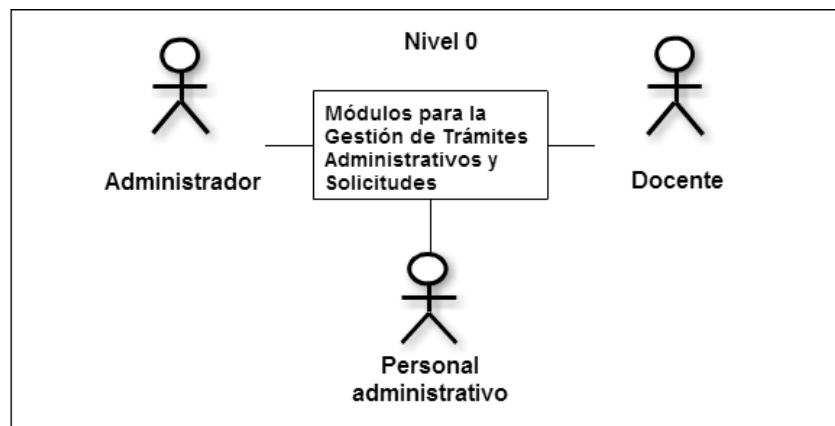 Nivel 0
Módulos para la
Gestión de Trámites
Administrativos y
Solicitudes
Administrador
Docente
Personal
administrativo